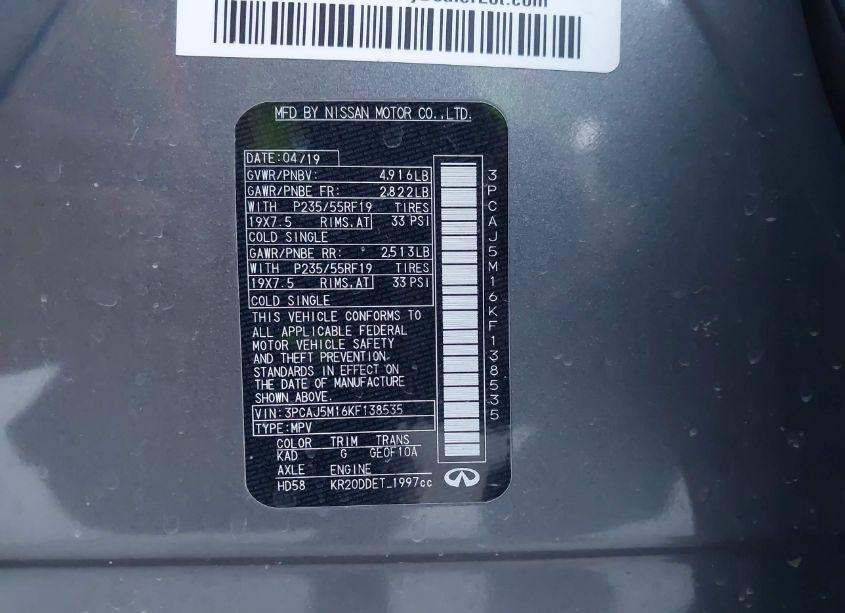 MFD BY NISSAN MOTOR CO.,LTD.
DATE:04/19
GVWR/PNBV: 4,916LB
GAWR/PNBE FR: 2,822LB
WITH P235/55RF19 TIRES
19X7.5 RIMS.AT 33 PSI
COLD SINGLE
GAWR/PNBE RR: 2,513LB
WITH P235/55RF19 TIRES
19X7.5 RIMS.AT 33 PSI
COLD SINGLE
THIS VEHICLE CONFORMS TO
ALL APPLICABLE FEDERAL
MOTOR VEHICLE SAFETY
AND THEFT PREVENTION
STANDARDS IN EFFECT ON
THE DATE OF MANUFACTURE
SHOWN ABOVE.
VIN:3PCAJ5M16KF138535
TYPE:MPV
COLOR TRIM TRANS
KAD G GE0F10A
AXLE ENGINE
HD58 KR20DDET_1997cc
3PCAJ5M16KF138535